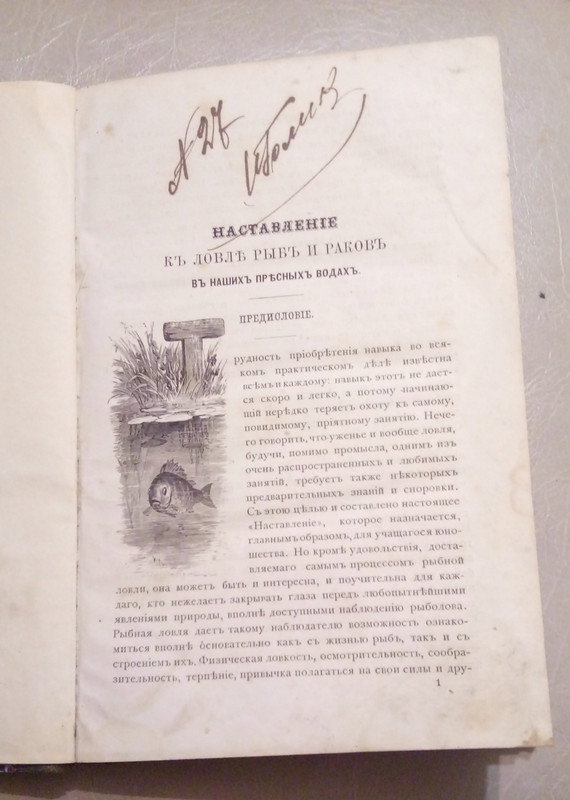 N 27
НАСТАВЛЕНІЕ
КЪ ЛОВЛѢ РЫБЪ И РАКОВЪ
ВЪ НАШИХЪ ПРѢСНЫХЪ ВОДАХЪ.
ПРЕДИСЛОВІЕ.
Трудность пріобрѣтенія навыка во вся-
комъ практическомъ дѣлѣ извѣстна
всѣмъ и каждому: навыкъ этотъ не даст-
ся скоро и легко, а потому начинаю-
щій нерѣдко теряетъ охоту къ самому,
повидимому, пріятному занятію. Нече-
го говорить, что уженье и вообще ловля,
будучи, помимо промысла, однимъ изъ
очень распространенныхъ и любимыхъ
занятій, требуетъ также нѣкоторыхъ
предварительныхъ знаній и сноровки.
Съ этою цѣлью и составлено настоящее
«Наставленіе», которое назначается,
главнымъ образомъ, для учащагося юно-
шества. Но кромѣ удовольствія, доста-
вляемаго самымъ процессомъ рыбной
ловли, она можетъ быть и интересна, и поучительна для каж-
даго, кто нежелаетъ закрывать глаза передъ любопытнѣйшими
явленіями природы, вполнѣ доступными наблюденію рыболова.
Рыбная ловля даетъ такому наблюдателю возможность ознако-
миться вполнѣ основательно какъ съ жизнью рыбъ, такъ и съ
строеніемъ ихъ. Физическая ловкость, осмотрительность, сообра-
зительность, терпѣніе, привычка полагаться на свои силы и дру-
1